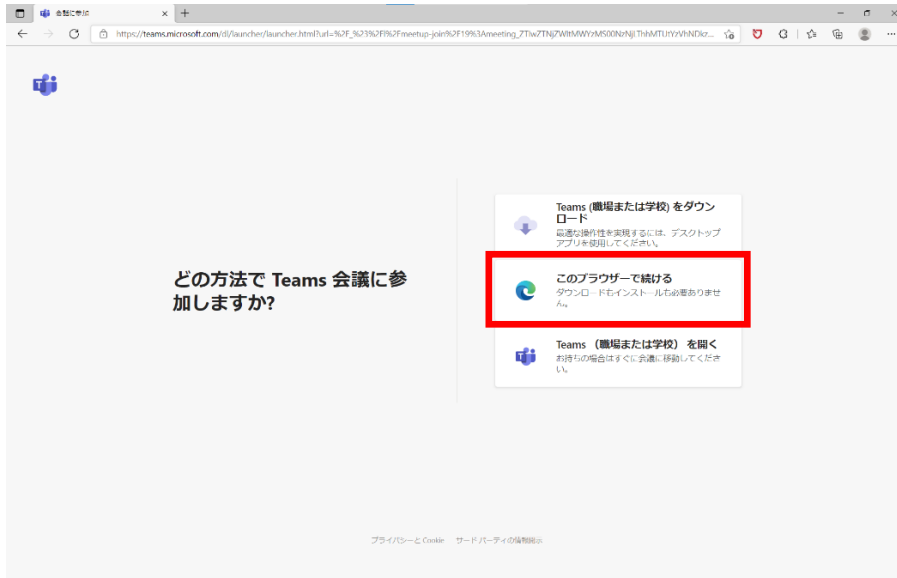 会話に参加
https://teams.microsoft.com/dl/launcher/launcher.html?url=%2F_%23%2Fl%2Fmeetup-join%2F19%3Ameeting_
どの方法で Teams 会議に参
加しますか?
Teams (職場または学校) をダウン
ロード
最適な操作性を実現するには、デスクトップ
アプリを使用してください。
このブラウザーで続ける
ダウンロードもインストールも必要ありませ
ん。
Teams （職場または学校） を開く
お持ちの場合はすぐに会議に移動してくださ
い。
プライバシーと Cookie
サード パーティの情報開示